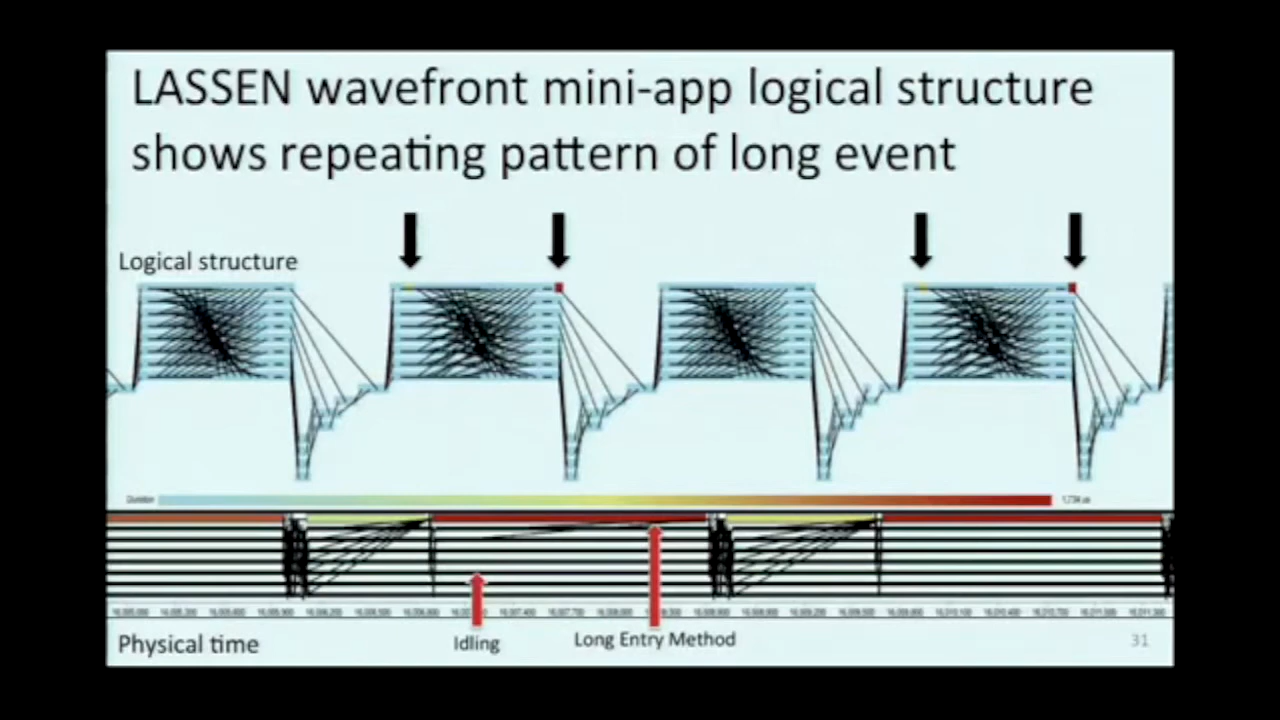 LASSEN wavefront mini-app logical structure
shows repeating pattern of long event
Logical structure
Duration
Physical time
Idling
Long Entry Method
31